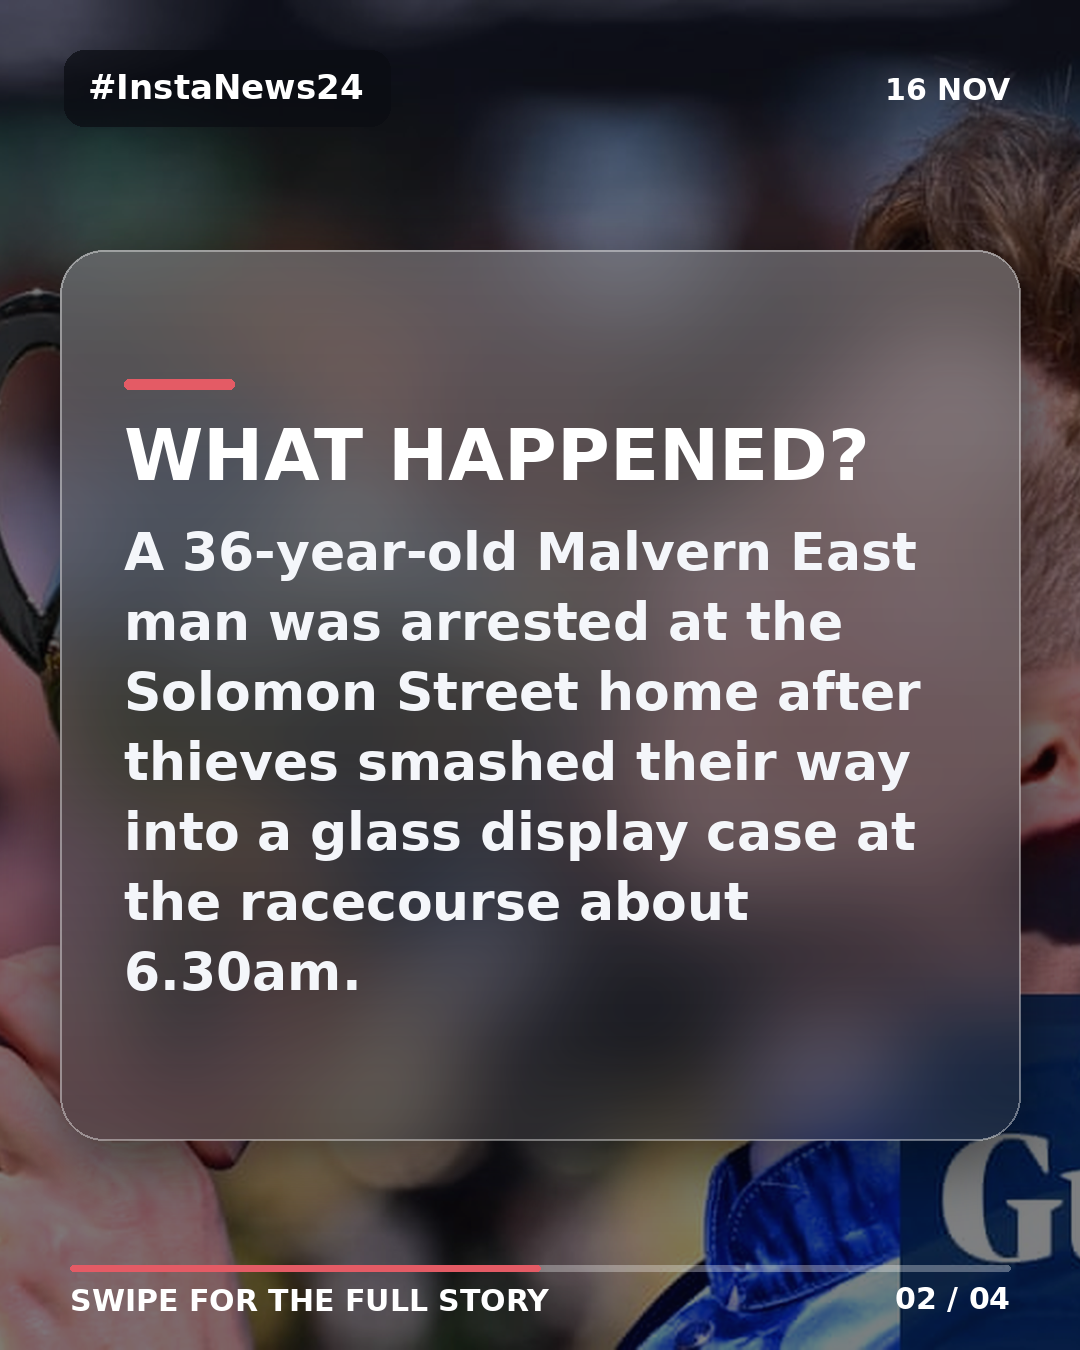 #InstaNews24
16 NOV
WHAT HAPPENED?
A 36-year-old Malvern East
man was arrested at the
Solomon Street home after
thieves smashed their way
into a glass display case at
the racecourse about
6.30am.
SWIPE FOR THE FULL STORY
02 / 04